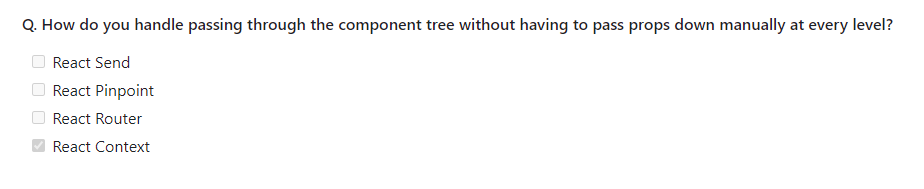 Q. How do you handle passing through the component tree without having to pass props down manually at every level?
React Send
React Pinpoint
React Router
React Context